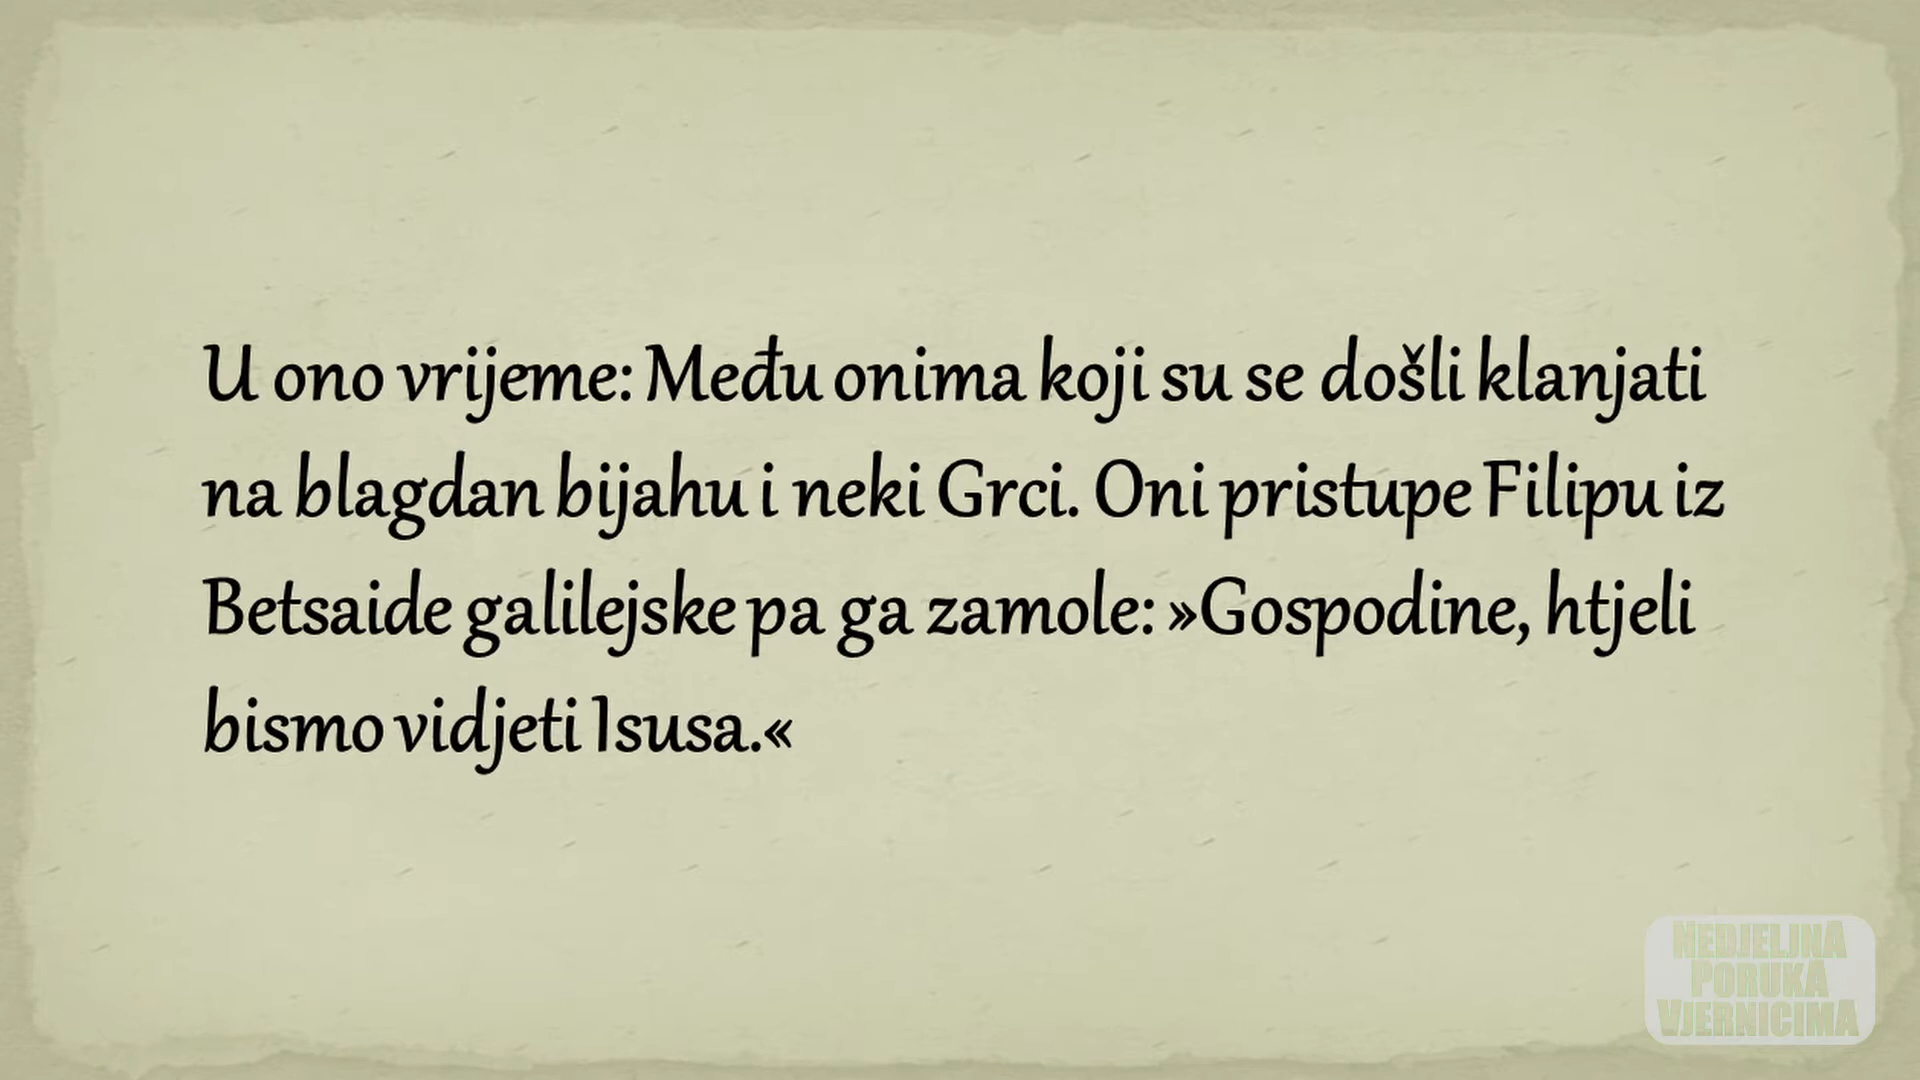 U ono vrijeme: Među onima koji su se došli klanjati
na blagdan bijahu i neki Grci. Oni pristupe Filipu iz
Betsaide galilejske pa ga zamole: »Gospodine, htjeli
bismo vidjeti Isusa.«
NEDJELJNA
PORUKA
VJERNICIMA